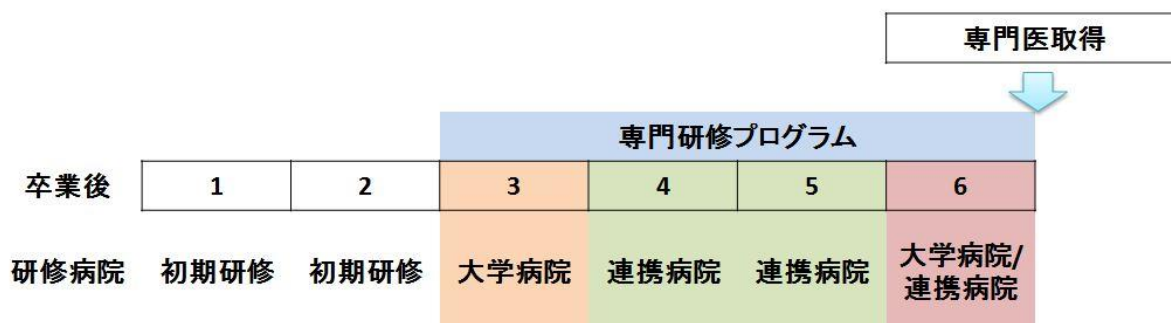 専門医取得
専門研修プログラム
卒業後 1 2 3 4 5 6
研修病院 初期研修 初期研修 大学病院 連携病院 連携病院 大学病院/
連携病院